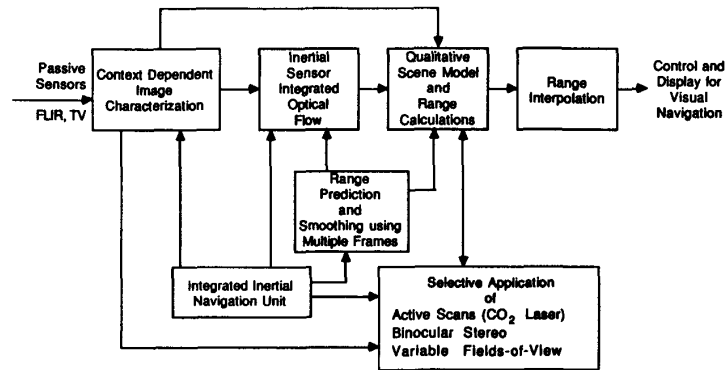 Passive
Sensors
FLIR, TV
Context Dependent
Image
Characterization
Inertial
Sensor
Integrated
Optical
Flow
Qualitative
Scene Model
and
Range
Calculations
Range
Interpolation
Control and
Display for
Visual
Navigation
Range
Prediction
and
Smoothing using
Multiple Frames
Integrated Inertial
Navigation Unit
Selective Application
of
Active Scans (CO₂ Laser)
Binocular Stereo
Variable Fields-of-View